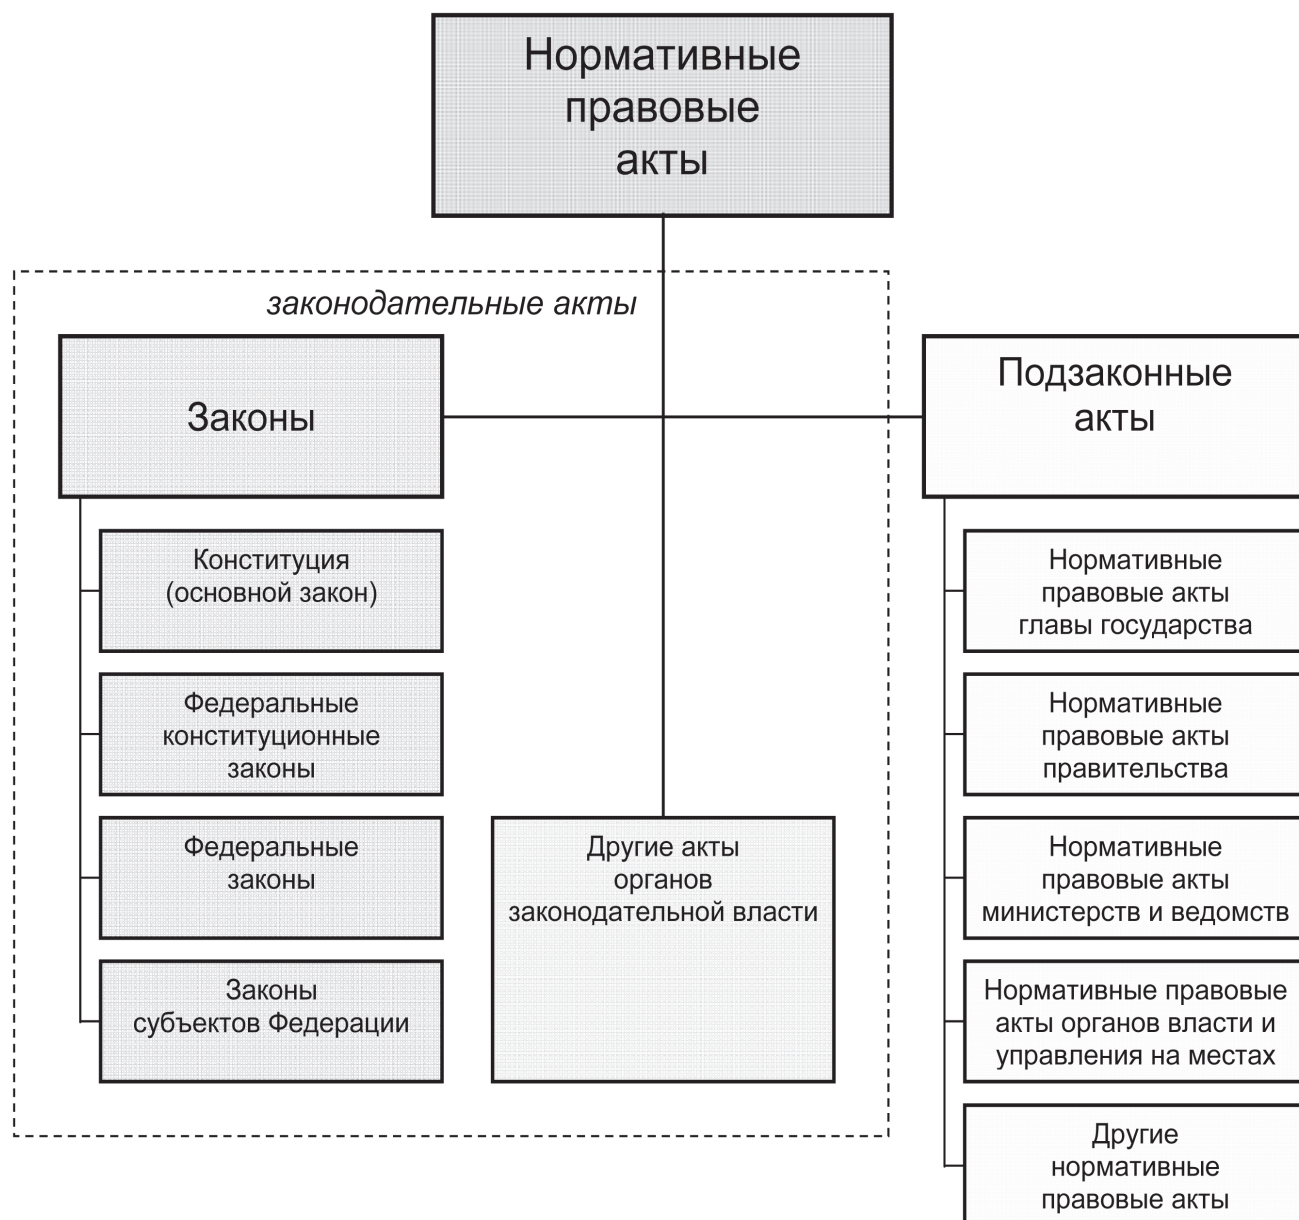 Нормативные
правовые
акты
законодательные акты
Законы
Подзаконные
акты
Конституция
(основной закон)
Федеральные
конституционные
законы
Федеральные
законы
Законы
субъектов Федерации
Другие акты
органов
законодательной власти
Нормативные
правовые акты
главы государства
Нормативные
правовые акты
правительства
Нормативные
правовые акты
министерств и ведомств
Нормативные правовые
акты органов власти и
управления на местах
Другие
нормативные
правовые акты